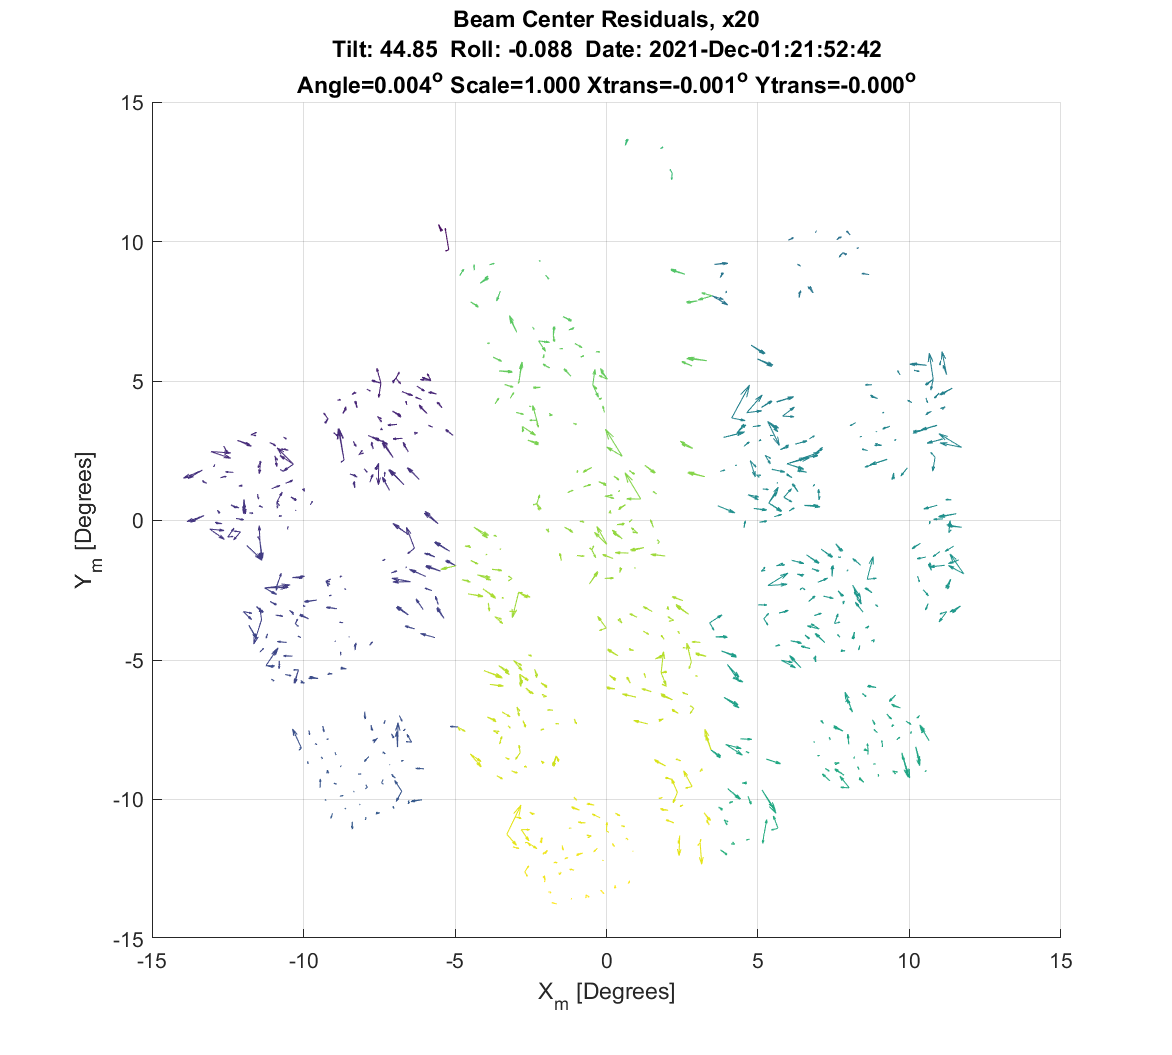 Beam Center Residuals, x20
Tilt: 44.85  Roll: -0.088  Date: 2021-Dec-01:21:52:42
Angle=0.004° Scale=1.000 Xtrans=-0.001° Ytrans=-0.000°
15
10
5
0
-5
-10
-15
Y_m [Degrees]
-15 -10 -5 0 5 10 15
X_m [Degrees]